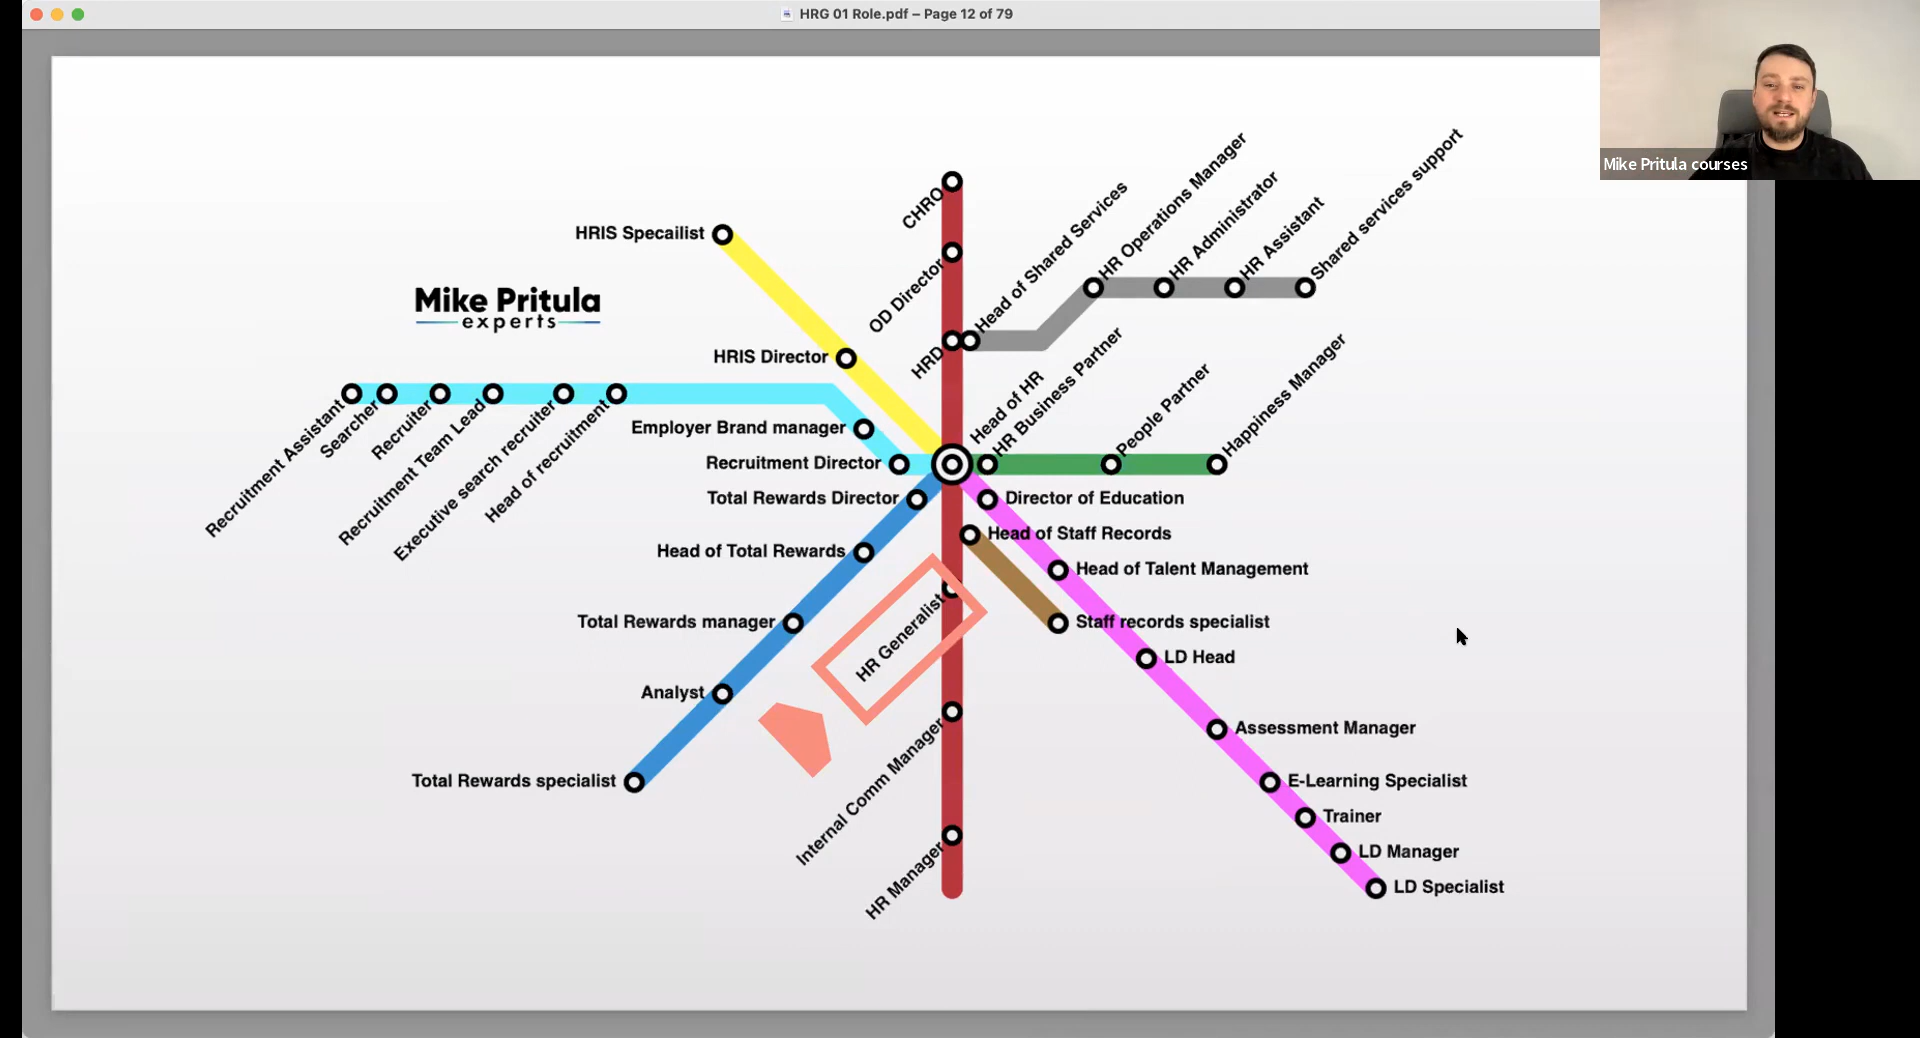 HRG 01 Role.pdf – Page 12 of 79
Mike Pritula courses
CHRO
OD Director
HRD
Head of Shared Services
HR Operations Manager
HR Administrator
HR Assistant
Shared services support
HRIS Specailist
HRIS Director
Mike Pritula
experts
Recruitment Assistant
Searcher
Recruiter
Recruitment Team Lead
Executive search recruiter
Head of recruitment
Employer Brand manager
Recruitment Director
Head of HR
HR Business Partner
People Partner
Happiness Manager
Total Rewards Director
Head of Total Rewards
Total Rewards manager
Analyst
Total Rewards specialist
Director of Education
Head of Staff Records
Head of Talent Management
Staff records specialist
LD Head
Assessment Manager
E-Learning Specialist
Trainer
LD Manager
LD Specialist
HR Generalist
Internal Comm Manager
HR Manager